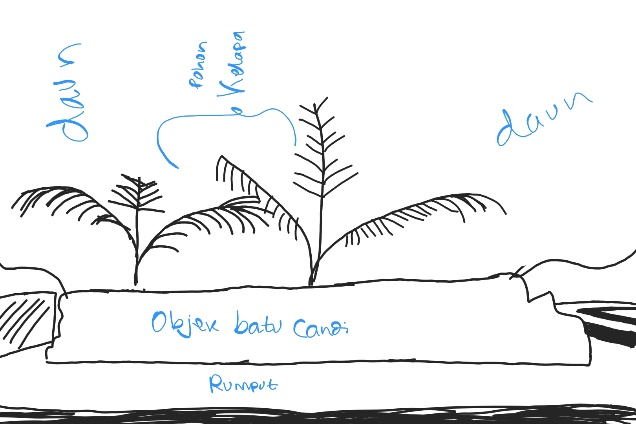 daun
Pohon
Kelapa
daun
Objek batu Candi
Rumput